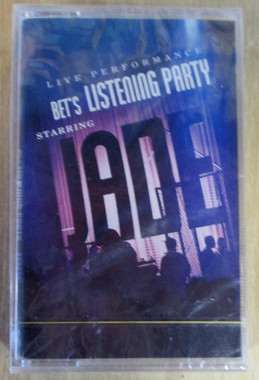 LIVE PERFORMANCE
BET'S LISTENING PARTY
STARRING
JADE